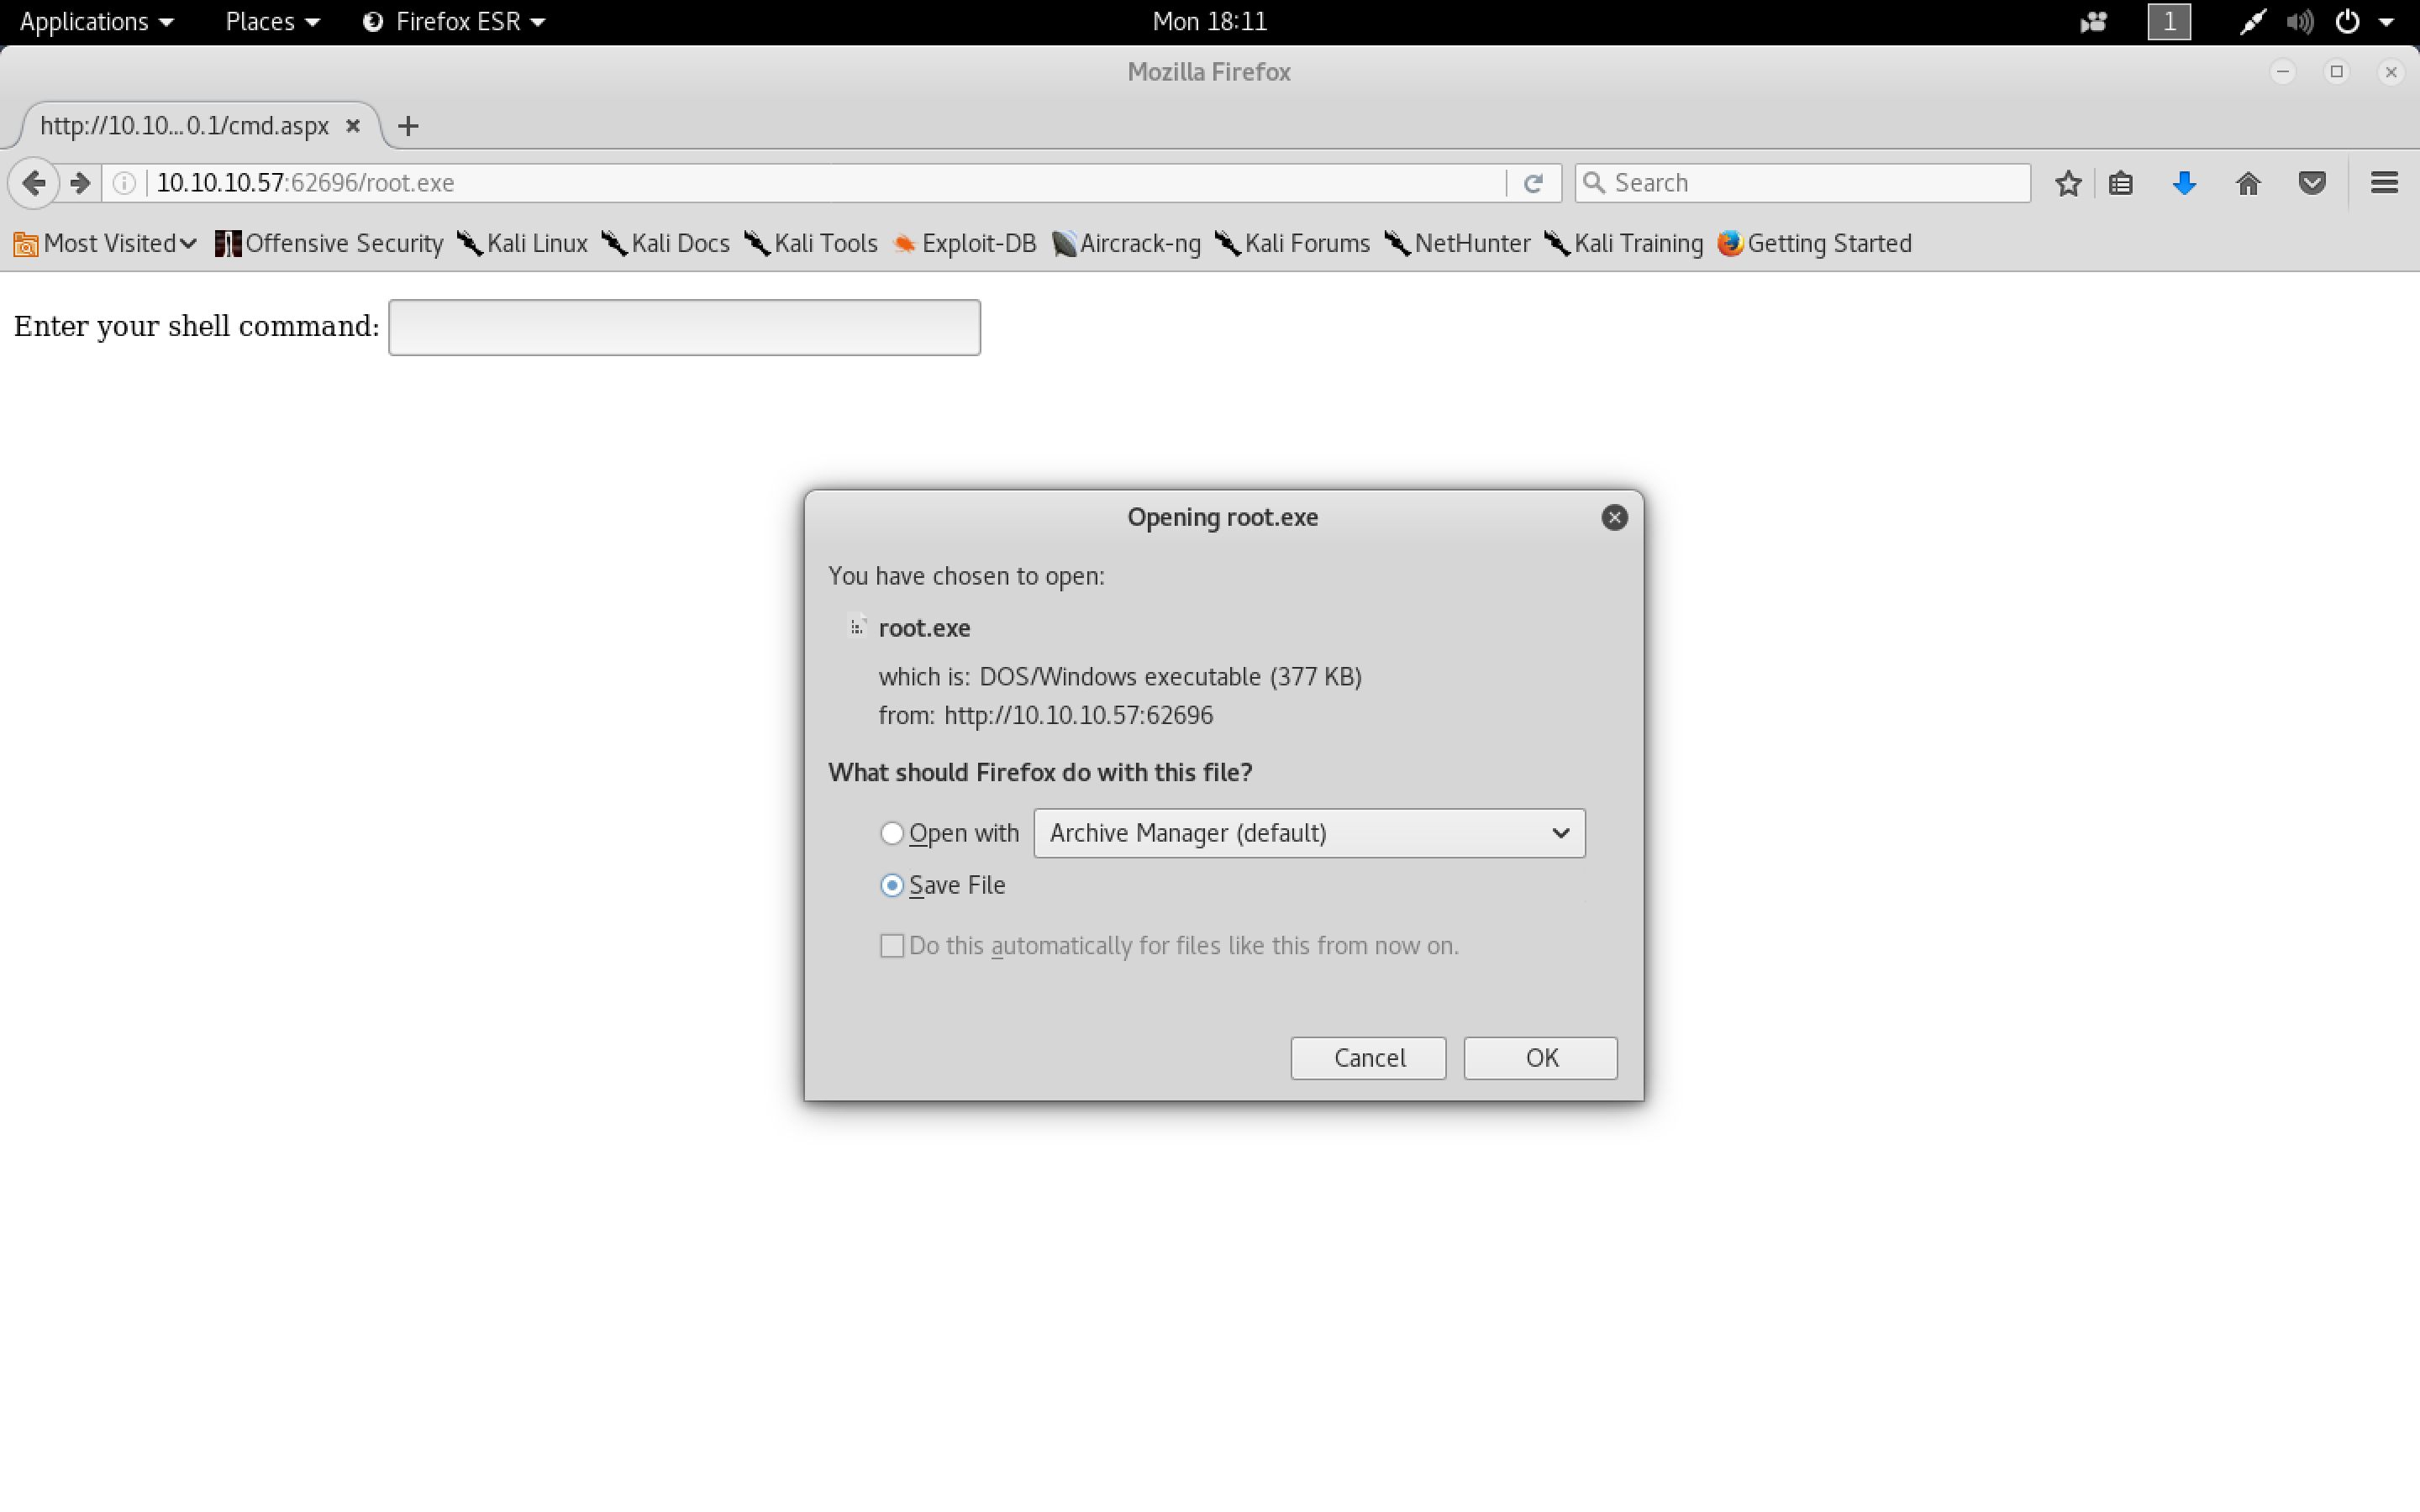 Applications Places Firefox ESR Mon 18:11 1
Mozilla Firefox
http://10.10...0.1/cmd.aspx
10.10.10.57:62696/root.exe Search
Most Visited Offensive Security Kali Linux Kali Docs Kali Tools Exploit-DB Aircrack-ng Kali Forums NetHunter Kali Training Getting Started
Enter your shell command:
Opening root.exe
You have chosen to open:
root.exe
which is: DOS/Windows executable (377 KB)
from: http://10.10.10.57:62696
What should Firefox do with this file?
Open with Archive Manager (default)
Save File
Do this automatically for files like this from now on.
Cancel OK